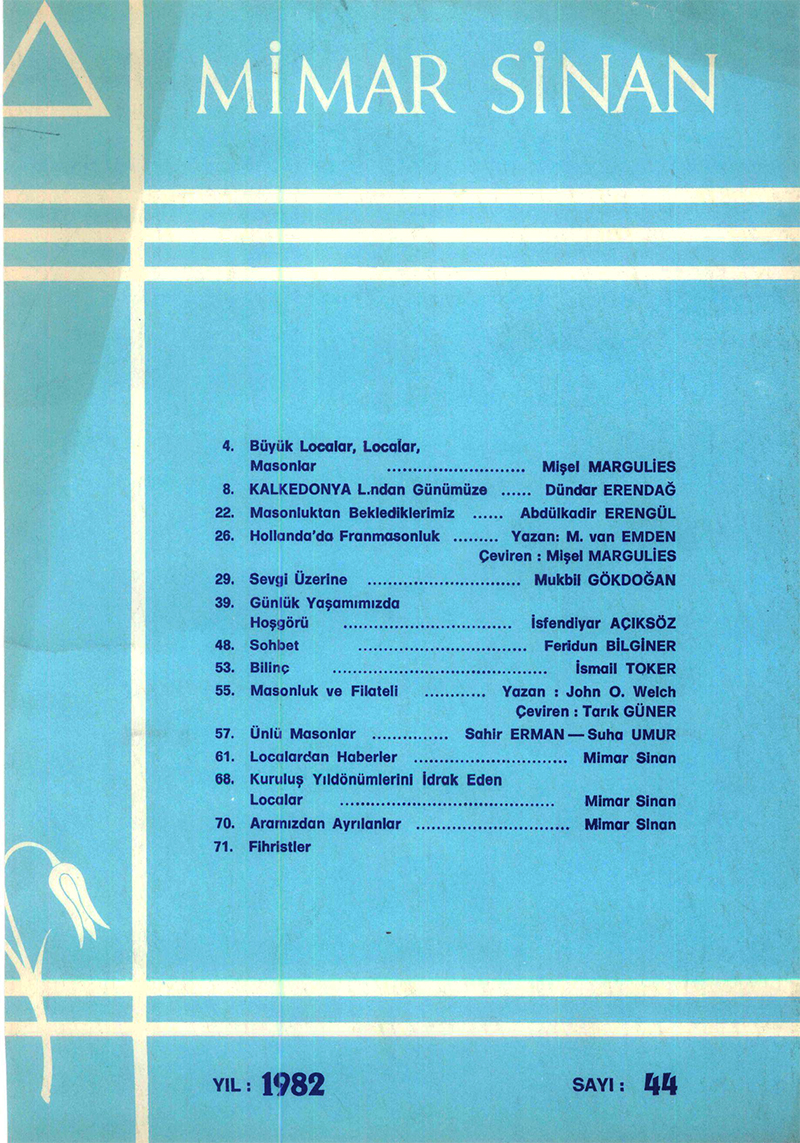 MİMAR SİNAN
4. Büyük Localar, Localar,
Masonlar .......................... Mişel MARGULİES
8. KALKEDONYA L.ndan Günümüze ...... Dündar ERENDAĞ
22. Masonluktan Beklediklerimiz ...... Abdülkadir ERENGÜL
26. Hollanda'da Franmasonluk ......... Yazan: M. van EMDEN
Çeviren : Mişel MARGULİES
29. Sevgi Üzerine ............................. Mukbil GÖKDOĞAN
39. Günlük Yaşamımızda
Hoşgörü ................................ İsfendiyar AÇIKSÖZ
48. Sohbet ................................ Feridun BİLGİNER
53. Bilinç ......................................... İsmail TOKER
55. Masonluk ve Filateli ............ Yazan : John O. Welch
Çeviren : Tarık GÜNER
57. Ünlü Masonlar ............... Sahir ERMAN — Suha UMUR
61. Localardan Haberler ............................. Mimar Sinan
68. Kuruluş Yıldönümlerini İdrak Eden
Localar ......................................... Mimar Sinan
70. Aramızdan Ayrılanlar ............................. Mimar Sinan
71. Fihristler
YIL : 1982 SAYI : 44